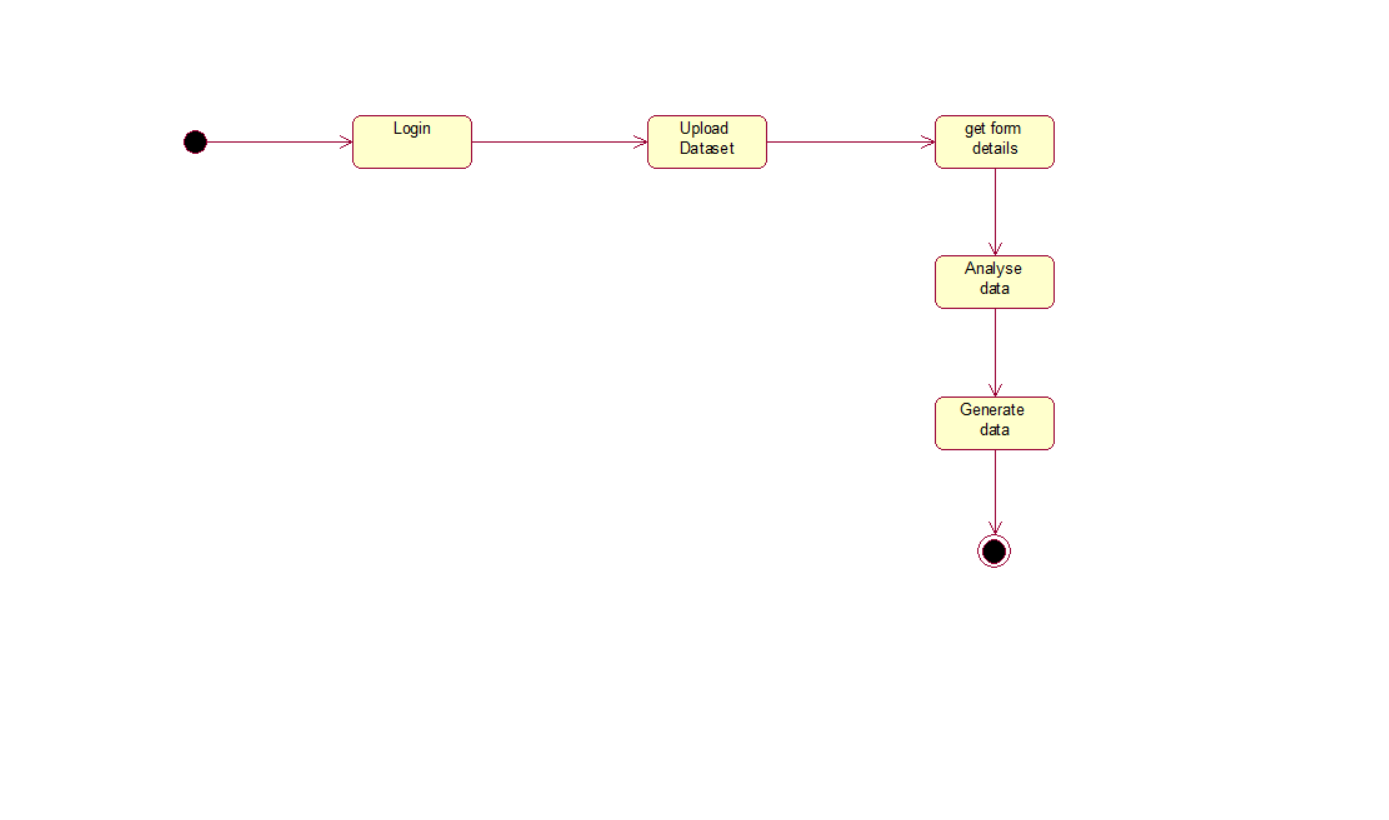 Login
Upload
Dataset
get form
details
Analyse
data
Generate
data